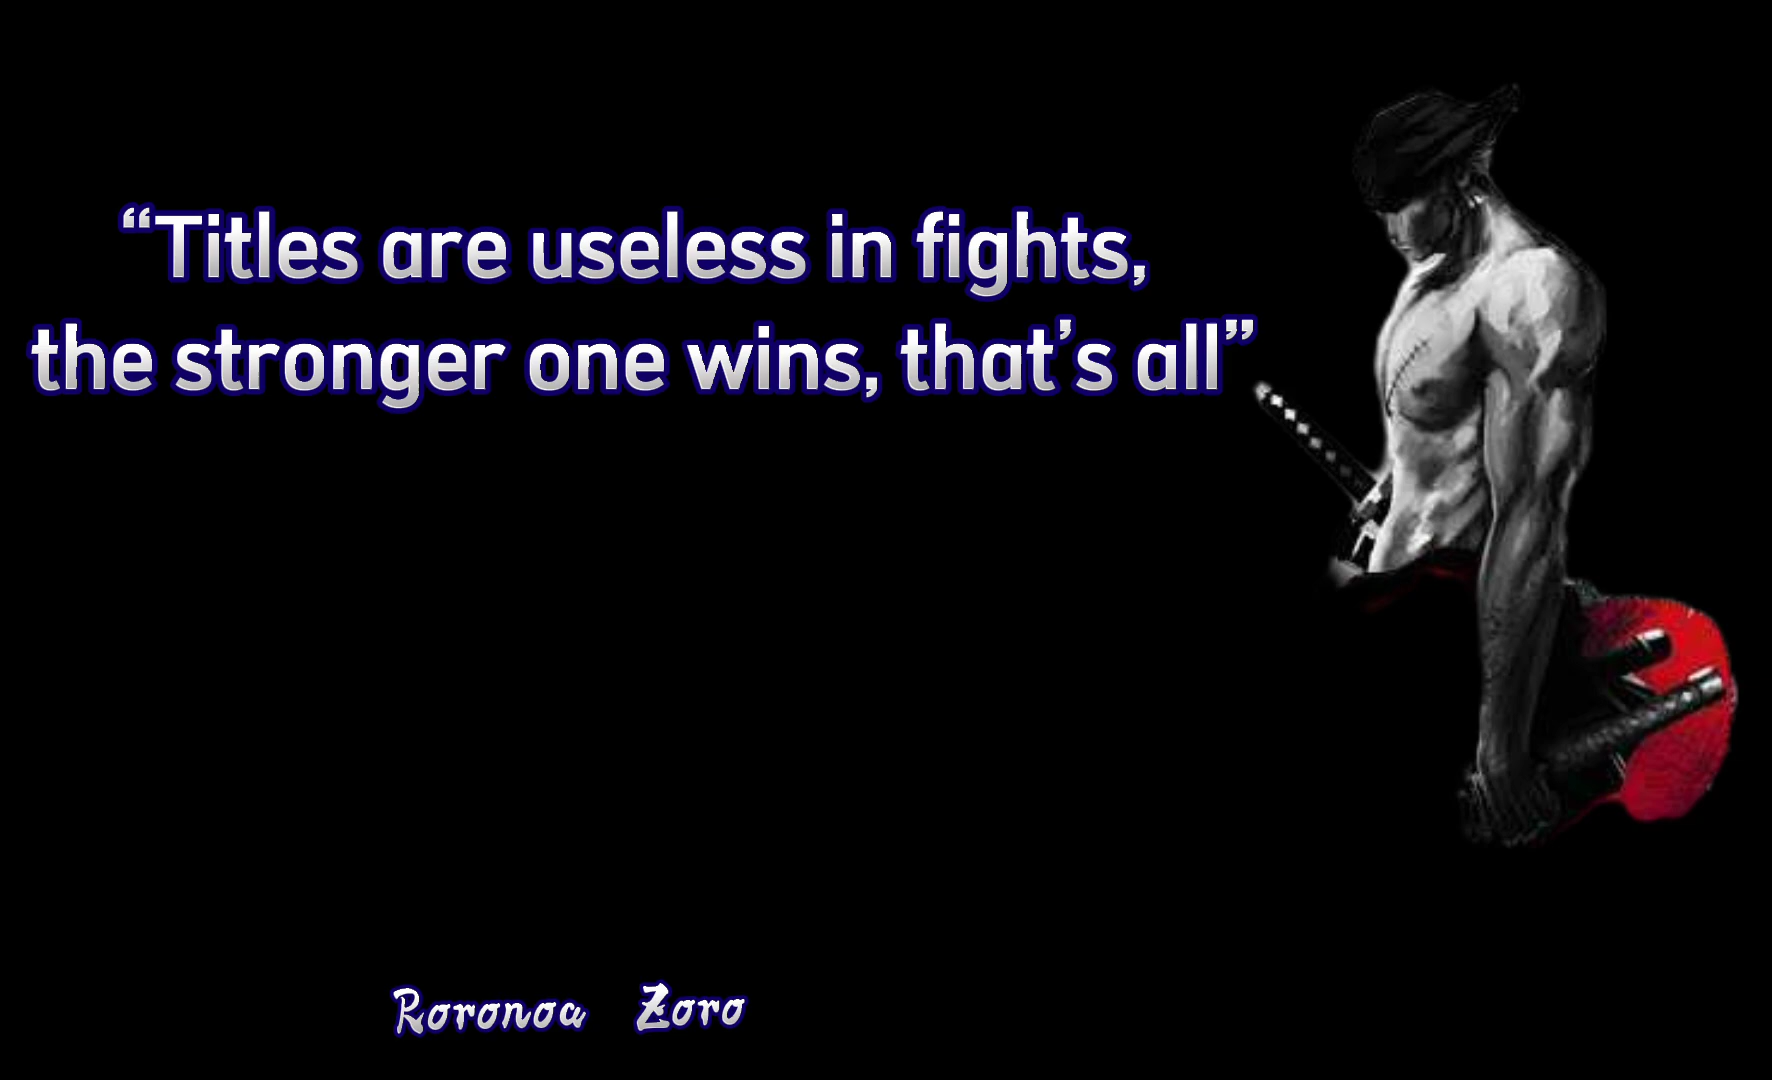 “Titles are useless in fights,
the stronger one wins, that’s all”
Roronoa Zoro